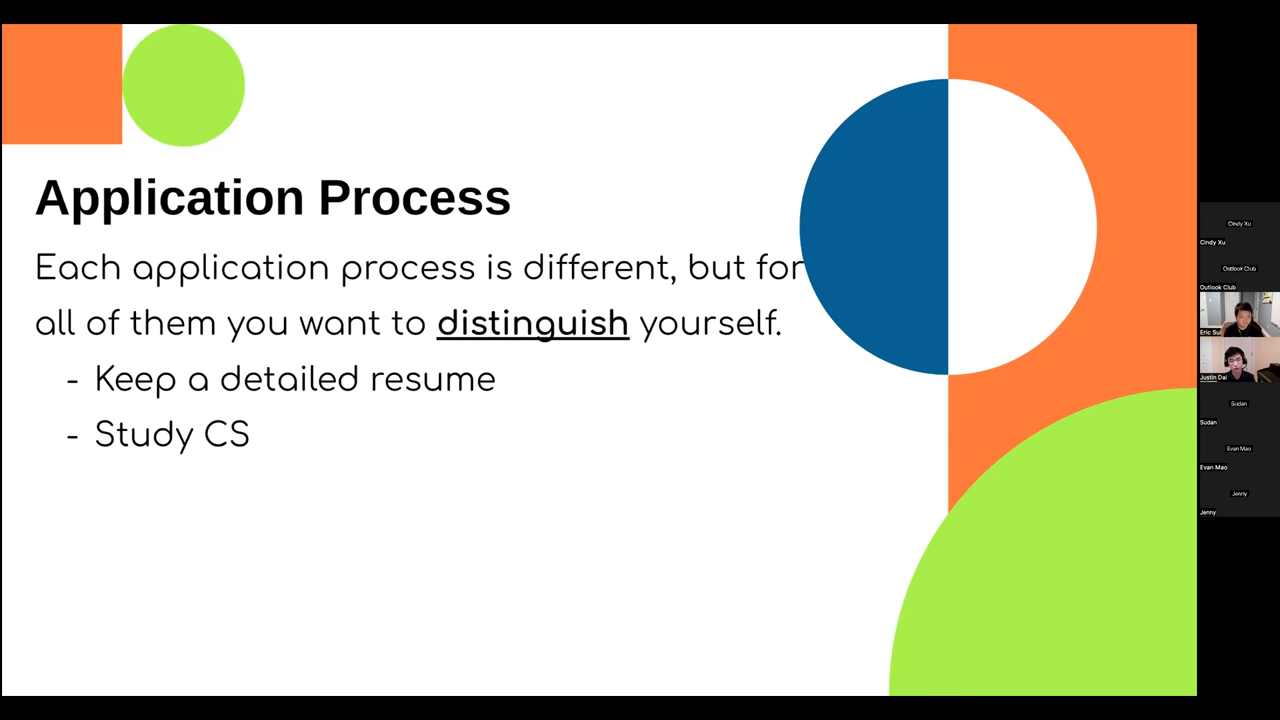 Application Process
Each application process is different, but for
all of them you want to distinguish yourself.
- Keep a detailed resume
- Study CS
Cindy Xu
Cindy Xu
Outlook Club
Outlook Club
Eric Sui
Justin Dai
Sudan
Sudan
Evan Mao
Evan Mao
Jenny
Jenny